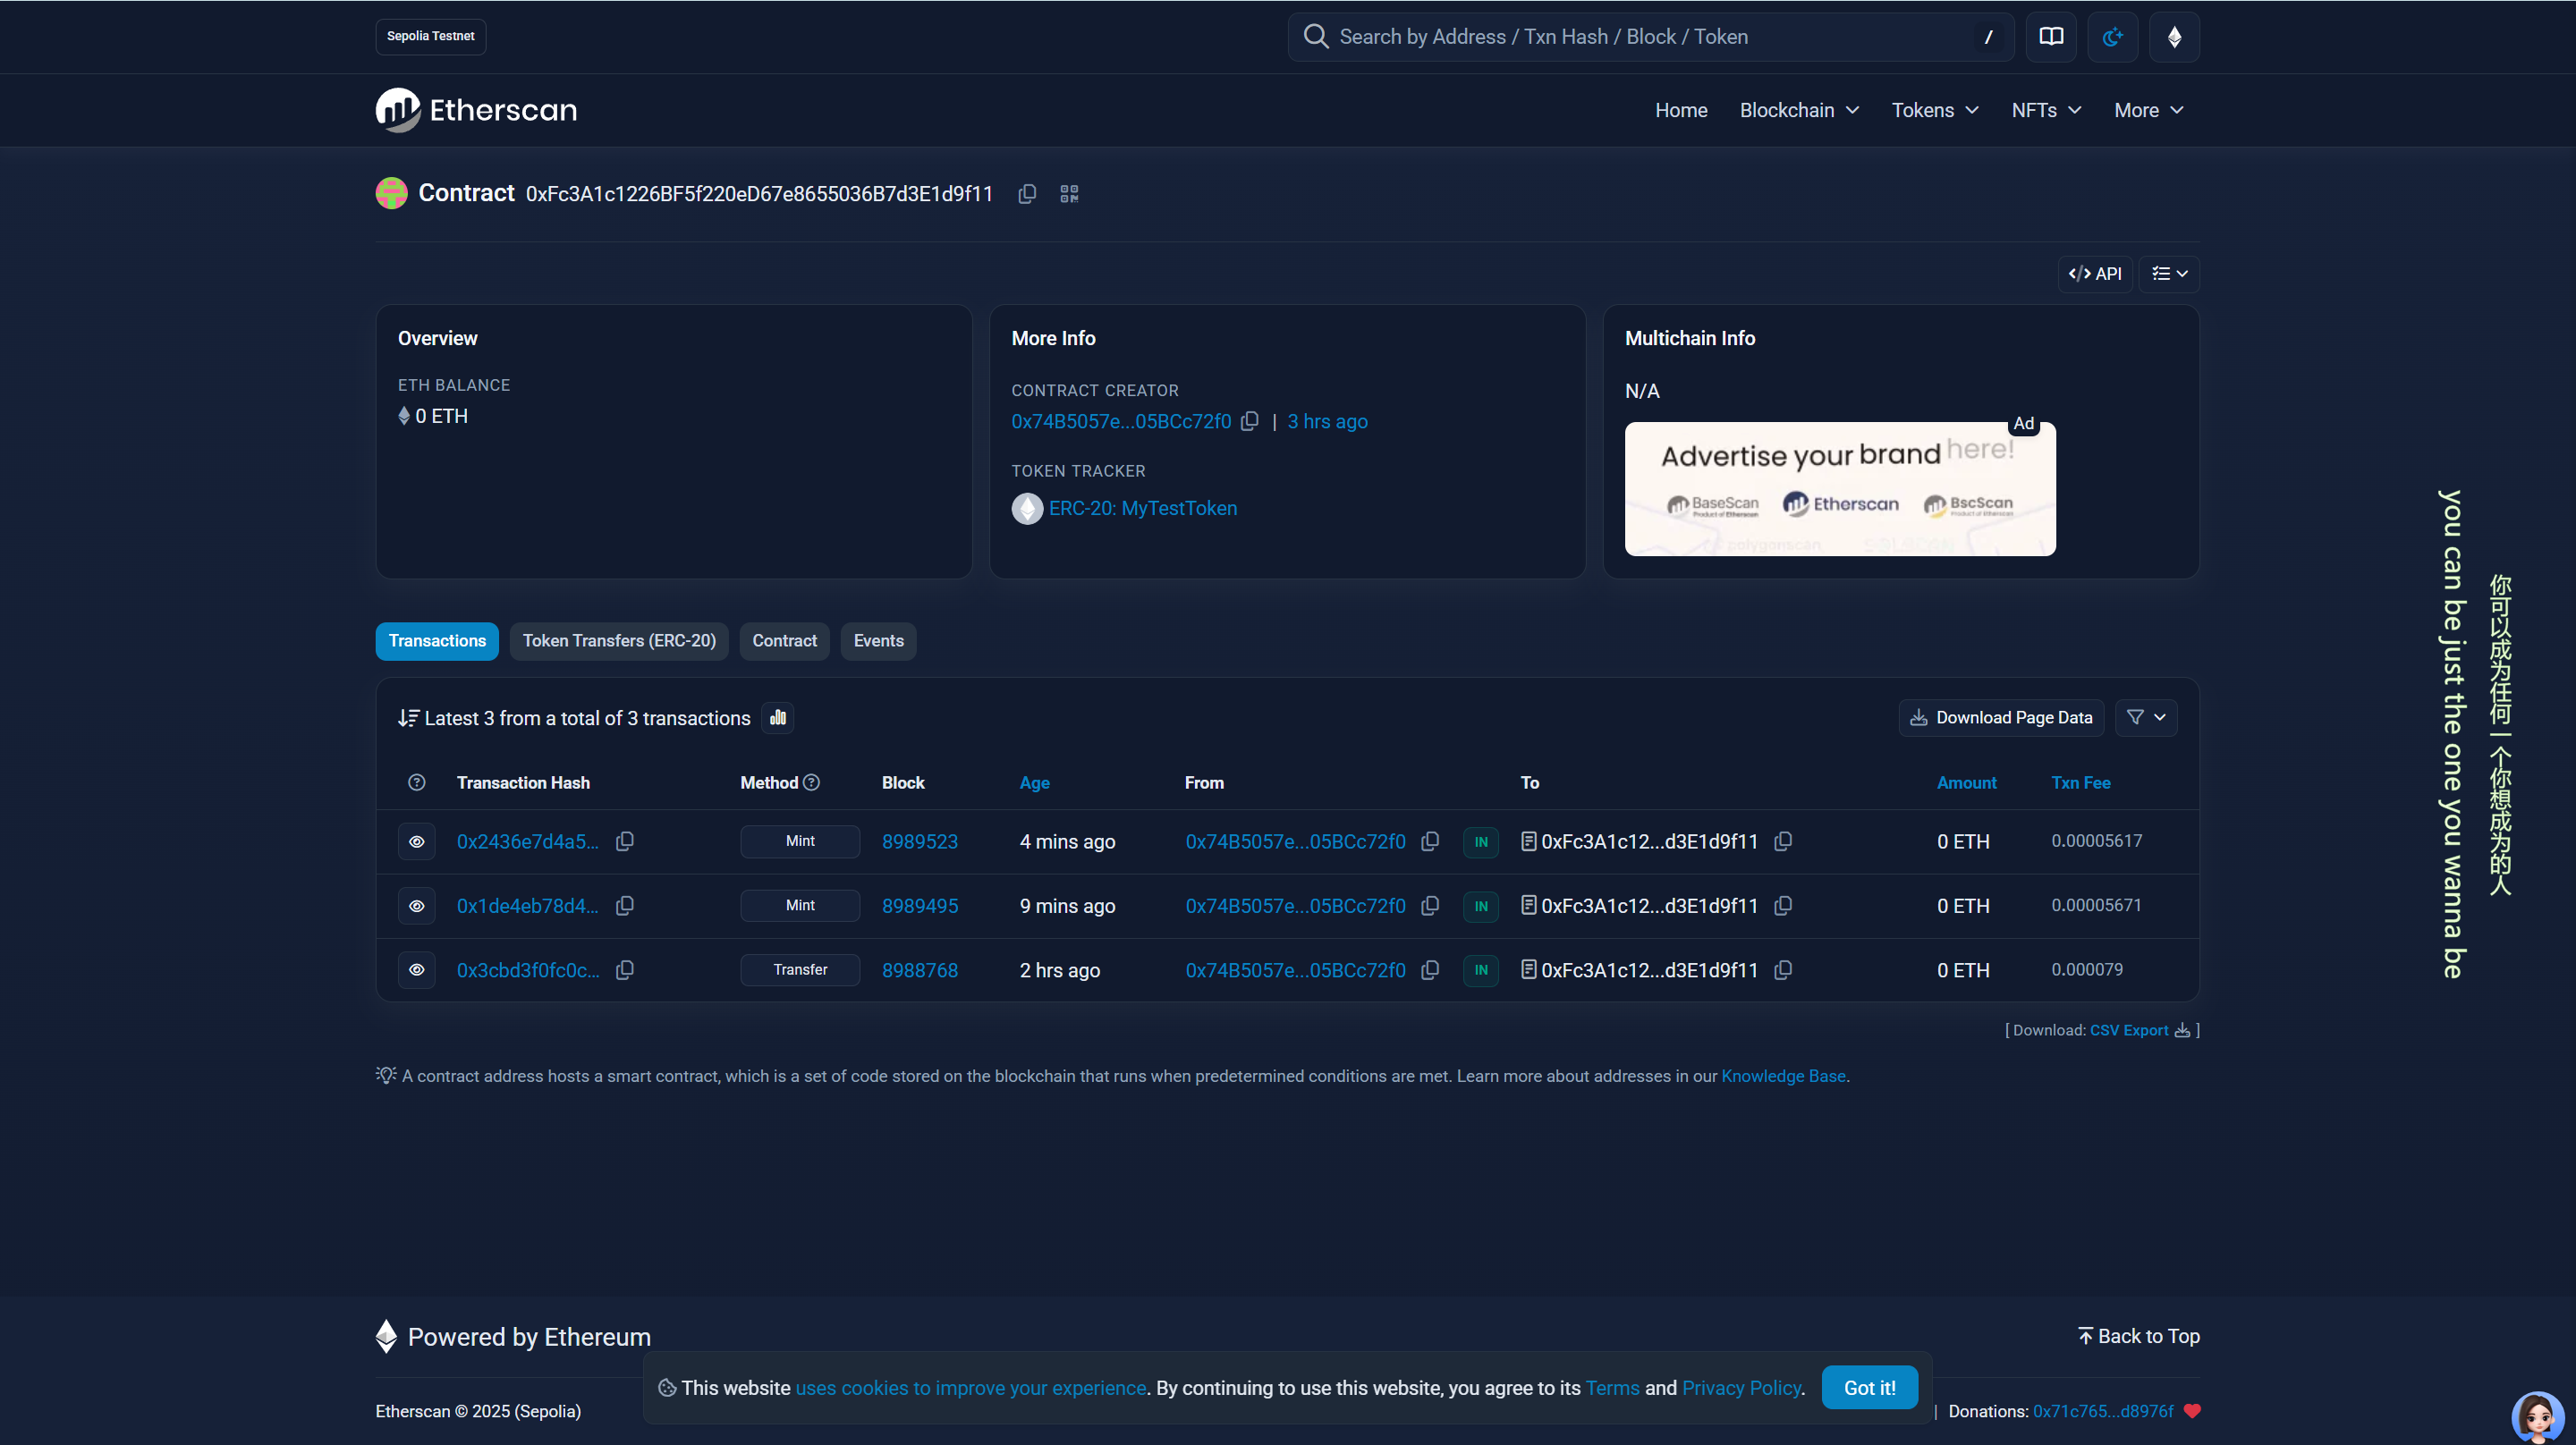 Sepolia Testnet
Search by Address / Txn Hash / Block / Token
/
Etherscan
Home Blockchain Tokens NFTs More
Contract 0xFc3A1c1226BF5f220eD67e8655036B7d3E1d9f11
</> API
Overview
ETH BALANCE
0 ETH
More Info
CONTRACT CREATOR
0x74B5057e...05BCc72f0 | 3 hrs ago
TOKEN TRACKER
ERC-20: MyTestToken
Multichain Info
N/A
Ad
Advertise your brand here!
BaseScan Etherscan BscScan
polygonscan
Transactions Token Transfers (ERC-20) Contract Events
Latest 3 from a total of 3 transactions
Download Page Data
Transaction Hash Method Block Age From To Amount Txn Fee
0x2436e7d4a5... Mint 8989523 4 mins ago 0x74B5057e...05BCc72f0 IN 0xFc3A1c12...d3E1d9f11 0 ETH 0.00005617
0x1de4eb78d4... Mint 8989495 9 mins ago 0x74B5057e...05BCc72f0 IN 0xFc3A1c12...d3E1d9f11 0 ETH 0.00005671
0x3cbd3f0fc0c... Transfer 8988768 2 hrs ago 0x74B5057e...05BCc72f0 IN 0xFc3A1c12...d3E1d9f11 0 ETH 0.000079
[ Download: CSV Export ]
A contract address hosts a smart contract, which is a set of code stored on the blockchain that runs when predetermined conditions are met. Learn more about addresses in our Knowledge Base.
Powered by Ethereum
Back to Top
This website uses cookies to improve your experience. By continuing to use this website, you agree to its Terms and Privacy Policy.
Got it!
Etherscan © 2025 (Sepolia)
| Donations: 0x71c765...d8976f
你可以成为任何一个你想成为的人
you can be just the one you wanna be